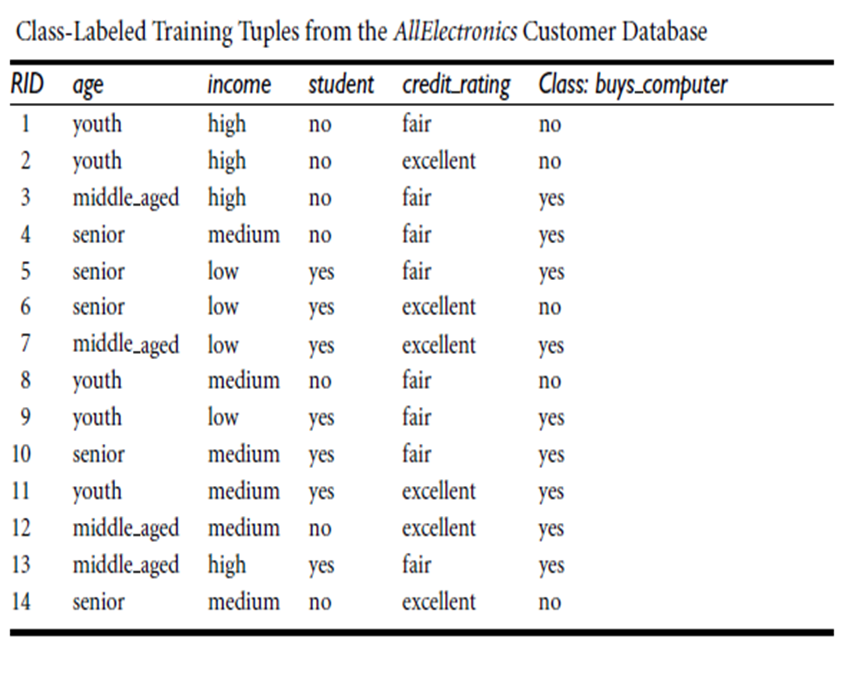 Class-Labeled Training Tuples from the AllElectronics Customer Database
RID age income student credit_rating Class: buys_computer
1 youth high no fair no
2 youth high no excellent no
3 middle_aged high no fair yes
4 senior medium no fair yes
5 senior low yes fair yes
6 senior low yes excellent no
7 middle_aged low yes excellent yes
8 youth medium no fair no
9 youth low yes fair yes
10 senior medium yes fair yes
11 youth medium yes excellent yes
12 middle_aged medium no excellent yes
13 middle_aged high yes fair yes
14 senior medium no excellent no